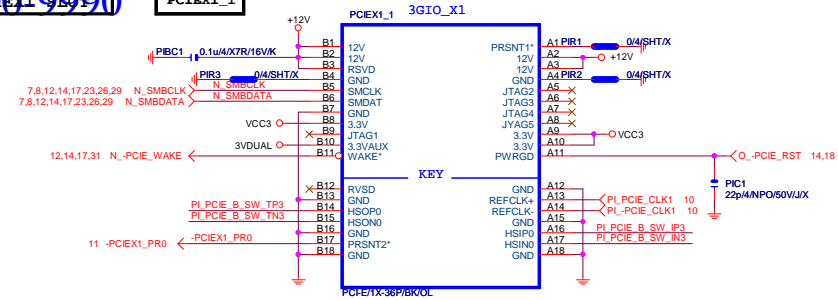 PCIEX1_1
+12V
PCIEX1_1
3GIO_X1
PIBC1 0.1u/4/X7R/16V/K
PIR3 0/4/SHT/X
7,8,12,14,17,23,26,29 N_SMBCLK N_SMBCLK
7,8,12,14,17,23,26,29 N_SMBDATA N_SMBDATA
VCC3
3VDUAL
12,14,17,31 N_-PCIE_WAKE
PI_PCIE_B_SW_TP3
PI_PCIE_B_SW_TN3
11 -PCIEX1_PR0 -PCIEX1_PR0
B1 12V
B2 12V
B3 RSVD
B4 GND
B5 SMCLK
B6 SMDAT
B7 GND
B8 3.3V
B9 JTAG1
B10 3.3VAUX
B11 WAKE*
KEY
B12 RVSD
B13 GND
B14 HSOP0
B15 HSON0
B16 GND
B17 PRSNT2*
B18 GND
PRSNT1* A1
12V A2
12V A3
GND A4
JTAG2 A5
JTAG3 A6
JTAG4 A7
JYAG5 A8
3.3V A9
3.3V A10
PWRGD A11
GND A12
REFCLK+ A13
REFCLK- A14
GND A15
HSIP0 A16
HSIN0 A17
GND A18
PIR1 0/4/SHT/X
+12V
PIR2 0/4/SHT/X
VCC3
O_-PCIE_RST 14,18
PIC1
22p/4/NPO/50V/J/X
PI_PCIE_CLK1 10
PI_-PCIE_CLK1 10
PI_PCIE_B_SW_IP3
PI_PCIE_B_SW_IN3
PCI-E/1X-36P/BK/OL